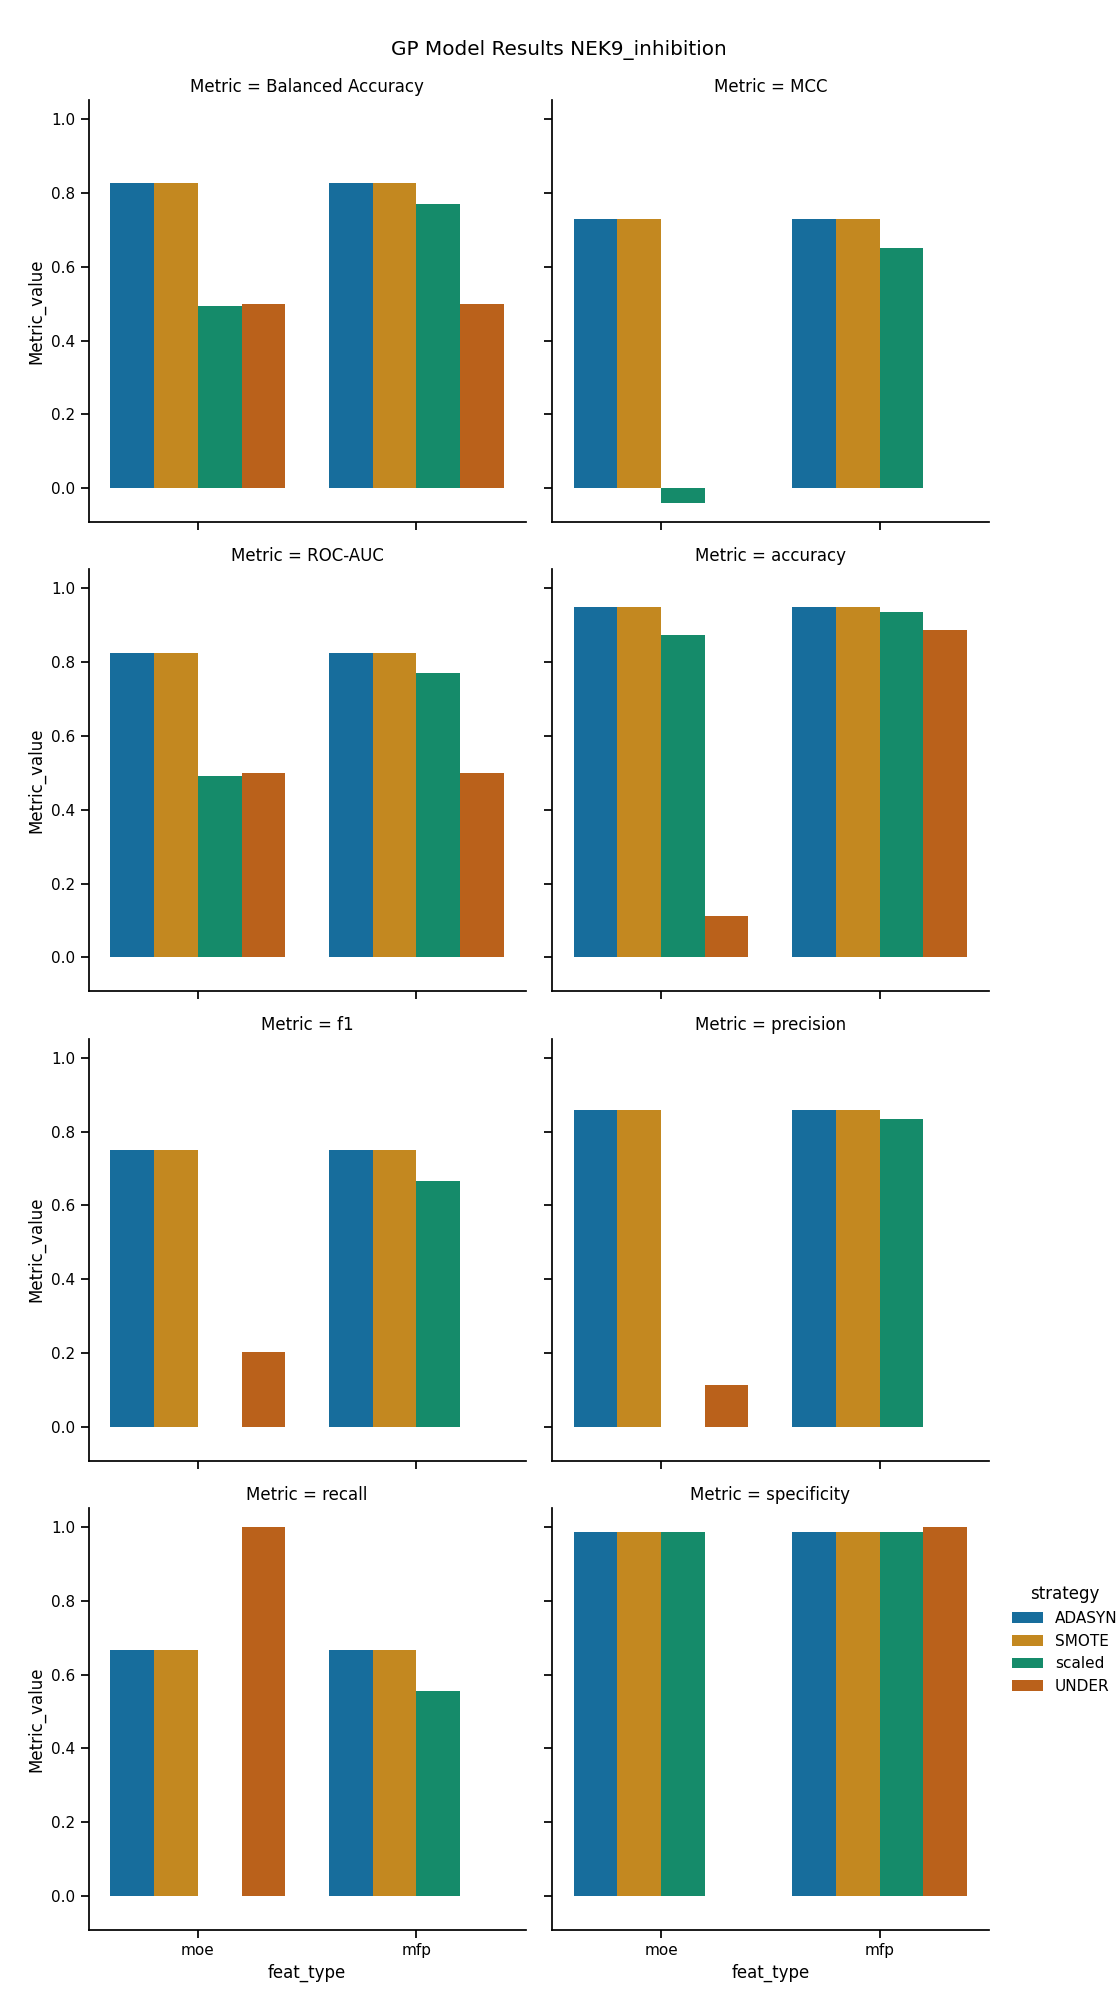 GP Model Results NEK9_inhibition
Metric = Balanced Accuracy
Metric = MCC
1.0
0.8
0.6
0.4
0.2
0.0
Metric_value
Metric = ROC-AUC
Metric = accuracy
1.0
0.8
0.6
0.4
0.2
0.0
Metric_value
Metric = f1
Metric = precision
1.0
0.8
0.6
0.4
0.2
0.0
Metric_value
Metric = recall
Metric = specificity
1.0
0.8
0.6
0.4
0.2
0.0
Metric_value
moe
mfp
feat_type
moe
mfp
feat_type
strategy
ADASYN
SMOTE
scaled
UNDER